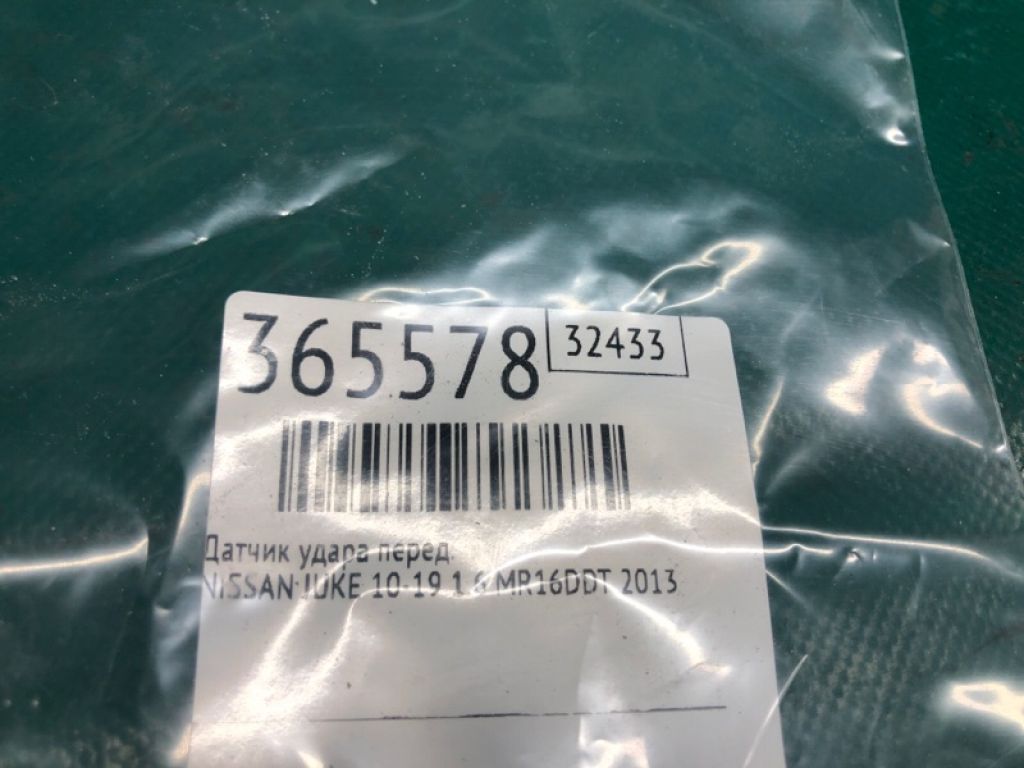 365578
32433
Датчик удара перед.
NISSAN JUKE 10-19 1.6 MR16DDT 2013